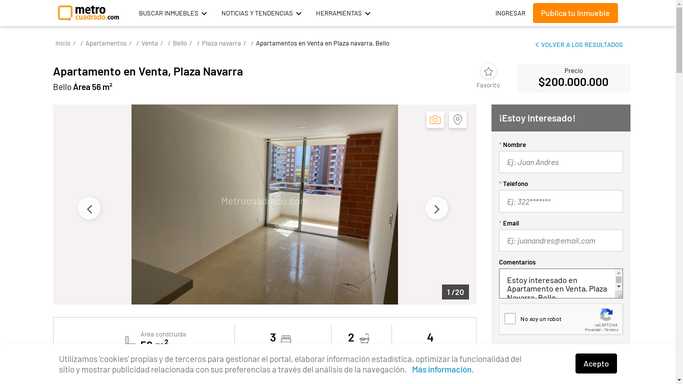 metro
cuadrado.com
BUSCAR INMUEBLES
NOTICIAS Y TENDENCIAS
HERRAMIENTAS
INGRESAR
Publica tu Inmueble
Inicio / / Apartamentos / / Venta / / Bello / / Plaza navarra / / Apartamentos en Venta en Plaza navarra, Bello
VOLVER A LOS RESULTADOS
Apartamento en Venta, Plaza Navarra
Bello Area 56 m²
Favorito
Precio
$200.000.000
Metrocuadrado.com
1 / 20
¡Estoy Interesado!
* Nombre
Ej: Juan Andres
* Telefono
Ej: 322*******
* Email
Ej: juanandres@email.com
Comentarios
Estoy interesado en
Apartamento en Venta, Plaza
Navarra, Bello
No soy un robot
reCAPTCHA
Privacidad - Términos
Área construida
56 m²
3
2
4
Utilizamos 'cookies' propias y de terceros para gestionar el portal, elaborar información estadística, optimizar la funcionalidad del
sitio y mostrar publicidad relacionada con sus preferencias a través del análisis de la navegación. Más información.
Acepto